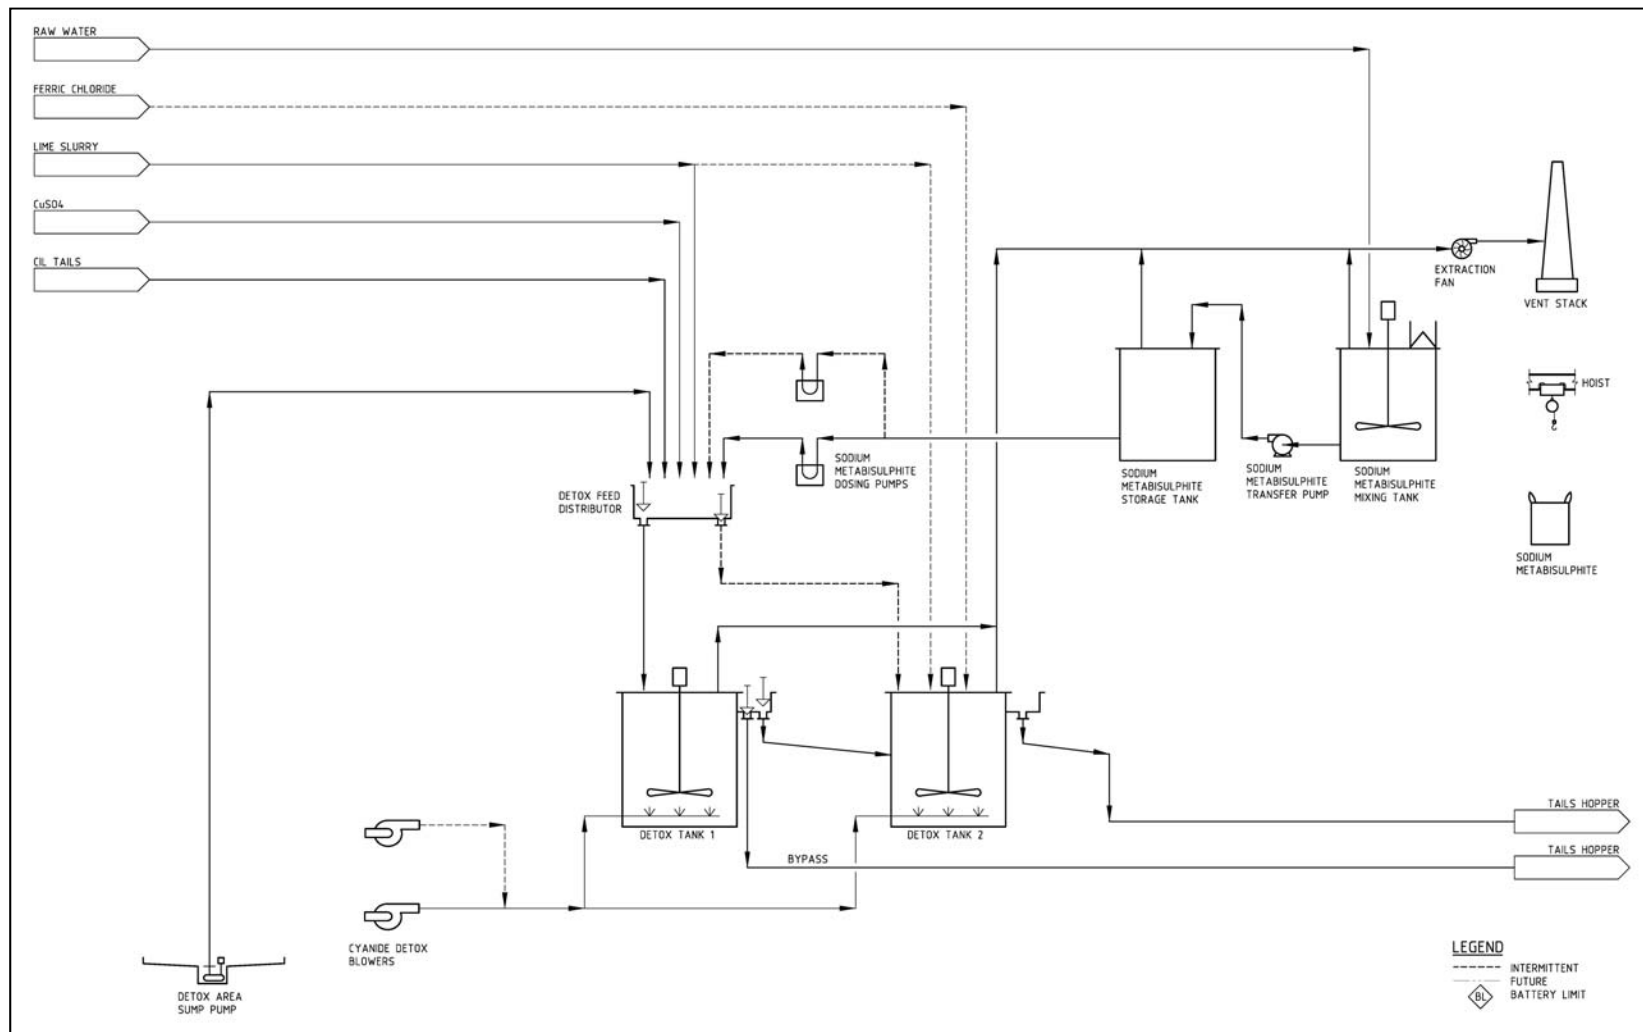 RAW WATER
FERRIC CHLORIDE
LIME SLURRY
CuSO4
CIL TAILS
EXTRACTION
FAN
VENT STACK
HOIST
SODIUM
METABISULPHITE
DOSING PUMPS
SODIUM
METABISULPHITE
STORAGE TANK
SODIUM
METABISULPHITE
TRANSFER PUMP
SODIUM
METABISULPHITE
MIXING TANK
DETOX FEED
DISTRIBUTOR
SODIUM
METABISULPHITE
DETOX TANK 1
DETOX TANK 2
TAILS HOPPER
BYPASS
TAILS HOPPER
CYANIDE DETOX
BLOWERS
DETOX AREA
SUMP PUMP
LEGEND
INTERMITTENT
FUTURE
BL BATTERY LIMIT